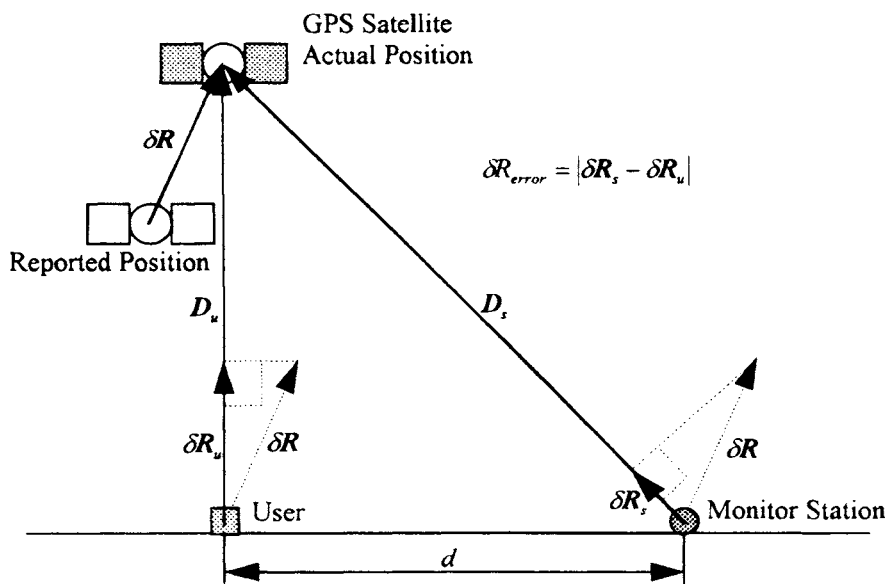 GPS Satellite
Actual Position
δR
δR_error = |δR_s − δR_u|
Reported Position
D_u
D_s
δR_u
δR
δR
δR_s
User
Monitor Station
d